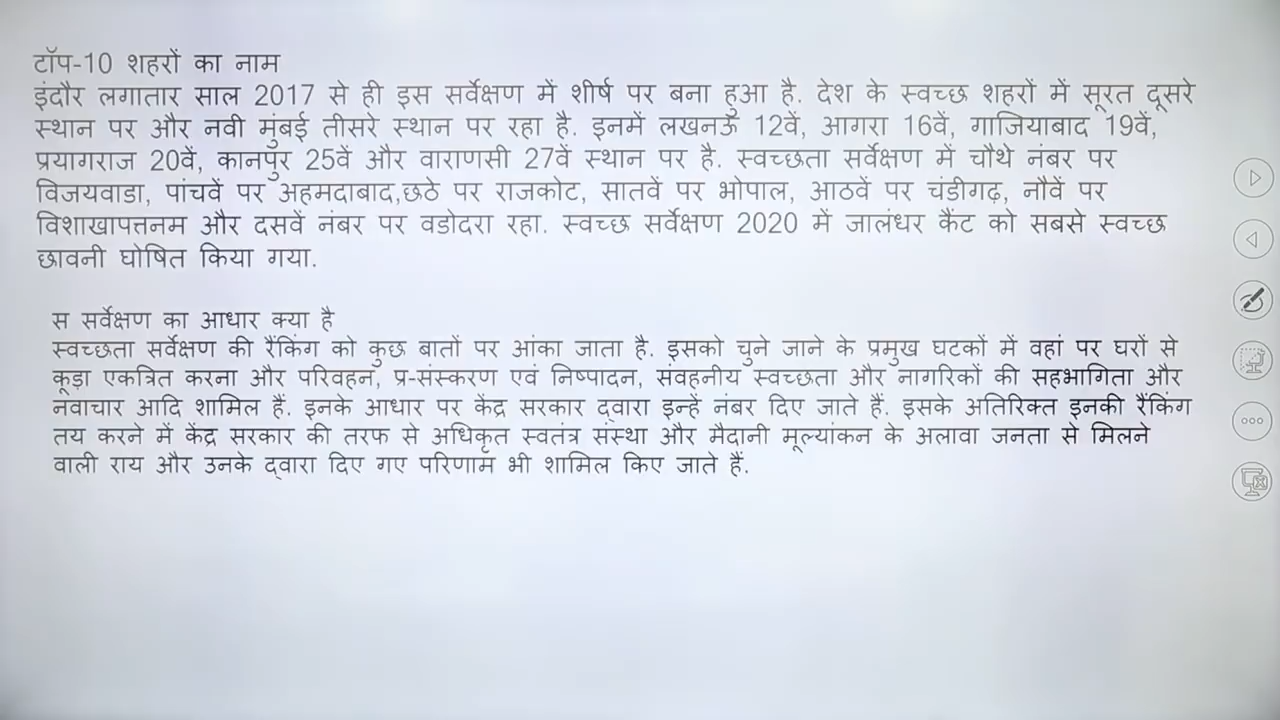 टॉप-10 शहरों का नाम
इंदौर लगातार साल 2017 से ही इस सर्वेक्षण में शीर्ष पर बना हुआ है. देश के स्वच्छ शहरों में सूरत दूसरे
स्थान पर और नवी मुंबई तीसरे स्थान पर रहा है. इनमें लखनऊ 12वें, आगरा 16वें, गाजियाबाद 19वें,
प्रयागराज 20वें, कानपुर 25वें और वाराणसी 27वें स्थान पर है. स्वच्छता सर्वेक्षण में चौथे नंबर पर
विजयवाडा, पांचवें पर अहमदाबाद,छठे पर राजकोट, सातवें पर भोपाल, आठवें पर चंडीगढ़, नौवें पर
विशाखापत्तनम और दसवें नंबर पर वडोदरा रहा. स्वच्छ सर्वेक्षण 2020 में जालंधर कैंट को सबसे स्वच्छ
छावनी घोषित किया गया.
स सर्वेक्षण का आधार क्या है
स्वच्छता सर्वेक्षण की रैंकिंग को कुछ बातों पर आंका जाता है. इसको चुने जाने के प्रमुख घटकों में वहां पर घरों से
कूड़ा एकत्रित करना और परिवहन, प्र-संस्करण एवं निष्पादन, संवहनीय स्वच्छता और नागरिकों की सहभागिता और
नवाचार आदि शामिल हैं. इनके आधार पर केंद्र सरकार द्वारा इन्हें नंबर दिए जाते हैं. इसके अतिरिक्त इनकी रैंकिंग
तय करने में केंद्र सरकार की तरफ से अधिकृत स्वतंत्र संस्था और मैदानी मूल्यांकन के अलावा जनता से मिलने
वाली राय और उनके द्वारा दिए गए परिणाम भी शामिल किए जाते हैं.